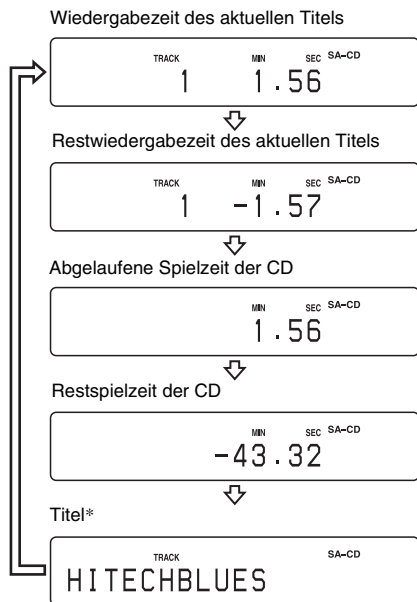 Wiedergabezeit des aktuellen Titels
TRACK MIN SEC SA-CD
1 1.56
Restwiedergabezeit des aktuellen Titels
TRACK MIN SEC SA-CD
1 -1.57
Abgelaufene Spielzeit der CD
MIN SEC SA-CD
1.56
Restspielzeit der CD
MIN SEC SA-CD
-43.32
Titel*
TRACK SA-CD
HITECHBLUES